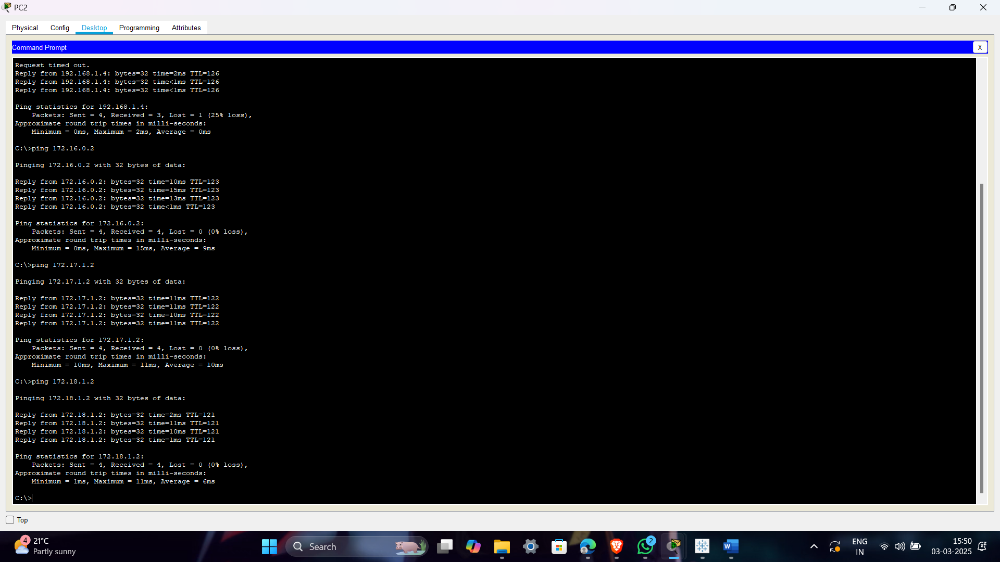 PC2
Physical Config Desktop Programming Attributes
Command Prompt
X
Request timed out.
Reply from 192.168.1.4: bytes=32 time=2ms TTL=126
Reply from 192.168.1.4: bytes=32 time<1ms TTL=126
Reply from 192.168.1.4: bytes=32 time<1ms TTL=126
Ping statistics for 192.168.1.4:
Packets: Sent = 4, Received = 3, Lost = 1 (25% loss),
Approximate round trip times in milli-seconds:
Minimum = 0ms, Maximum = 2ms, Average = 0ms
C:\>ping 172.16.0.2
Pinging 172.16.0.2 with 32 bytes of data:
Reply from 172.16.0.2: bytes=32 time=10ms TTL=123
Reply from 172.16.0.2: bytes=32 time=15ms TTL=123
Reply from 172.16.0.2: bytes=32 time=13ms TTL=123
Reply from 172.16.0.2: bytes=32 time<1ms TTL=123
Ping statistics for 172.16.0.2:
Packets: Sent = 4, Received = 4, Lost = 0 (0% loss),
Approximate round trip times in milli-seconds:
Minimum = 0ms, Maximum = 15ms, Average = 9ms
C:\>ping 172.17.1.2
Pinging 172.17.1.2 with 32 bytes of data:
Reply from 172.17.1.2: bytes=32 time=11ms TTL=122
Reply from 172.17.1.2: bytes=32 time=11ms TTL=122
Reply from 172.17.1.2: bytes=32 time=10ms TTL=122
Reply from 172.17.1.2: bytes=32 time=11ms TTL=122
Ping statistics for 172.17.1.2:
Packets: Sent = 4, Received = 4, Lost = 0 (0% loss),
Approximate round trip times in milli-seconds:
Minimum = 10ms, Maximum = 11ms, Average = 10ms
C:\>ping 172.18.1.2
Pinging 172.18.1.2 with 32 bytes of data:
Reply from 172.18.1.2: bytes=32 time=2ms TTL=121
Reply from 172.18.1.2: bytes=32 time=11ms TTL=121
Reply from 172.18.1.2: bytes=32 time=10ms TTL=121
Reply from 172.18.1.2: bytes=32 time=1ms TTL=121
Ping statistics for 172.18.1.2:
Packets: Sent = 4, Received = 4, Lost = 0 (0% loss),
Approximate round trip times in milli-seconds:
Minimum = 1ms, Maximum = 11ms, Average = 6ms
C:\>
Top
4
21°C
Partly sunny
Search
2
W
ENG
IN
15:50
03-03-2025